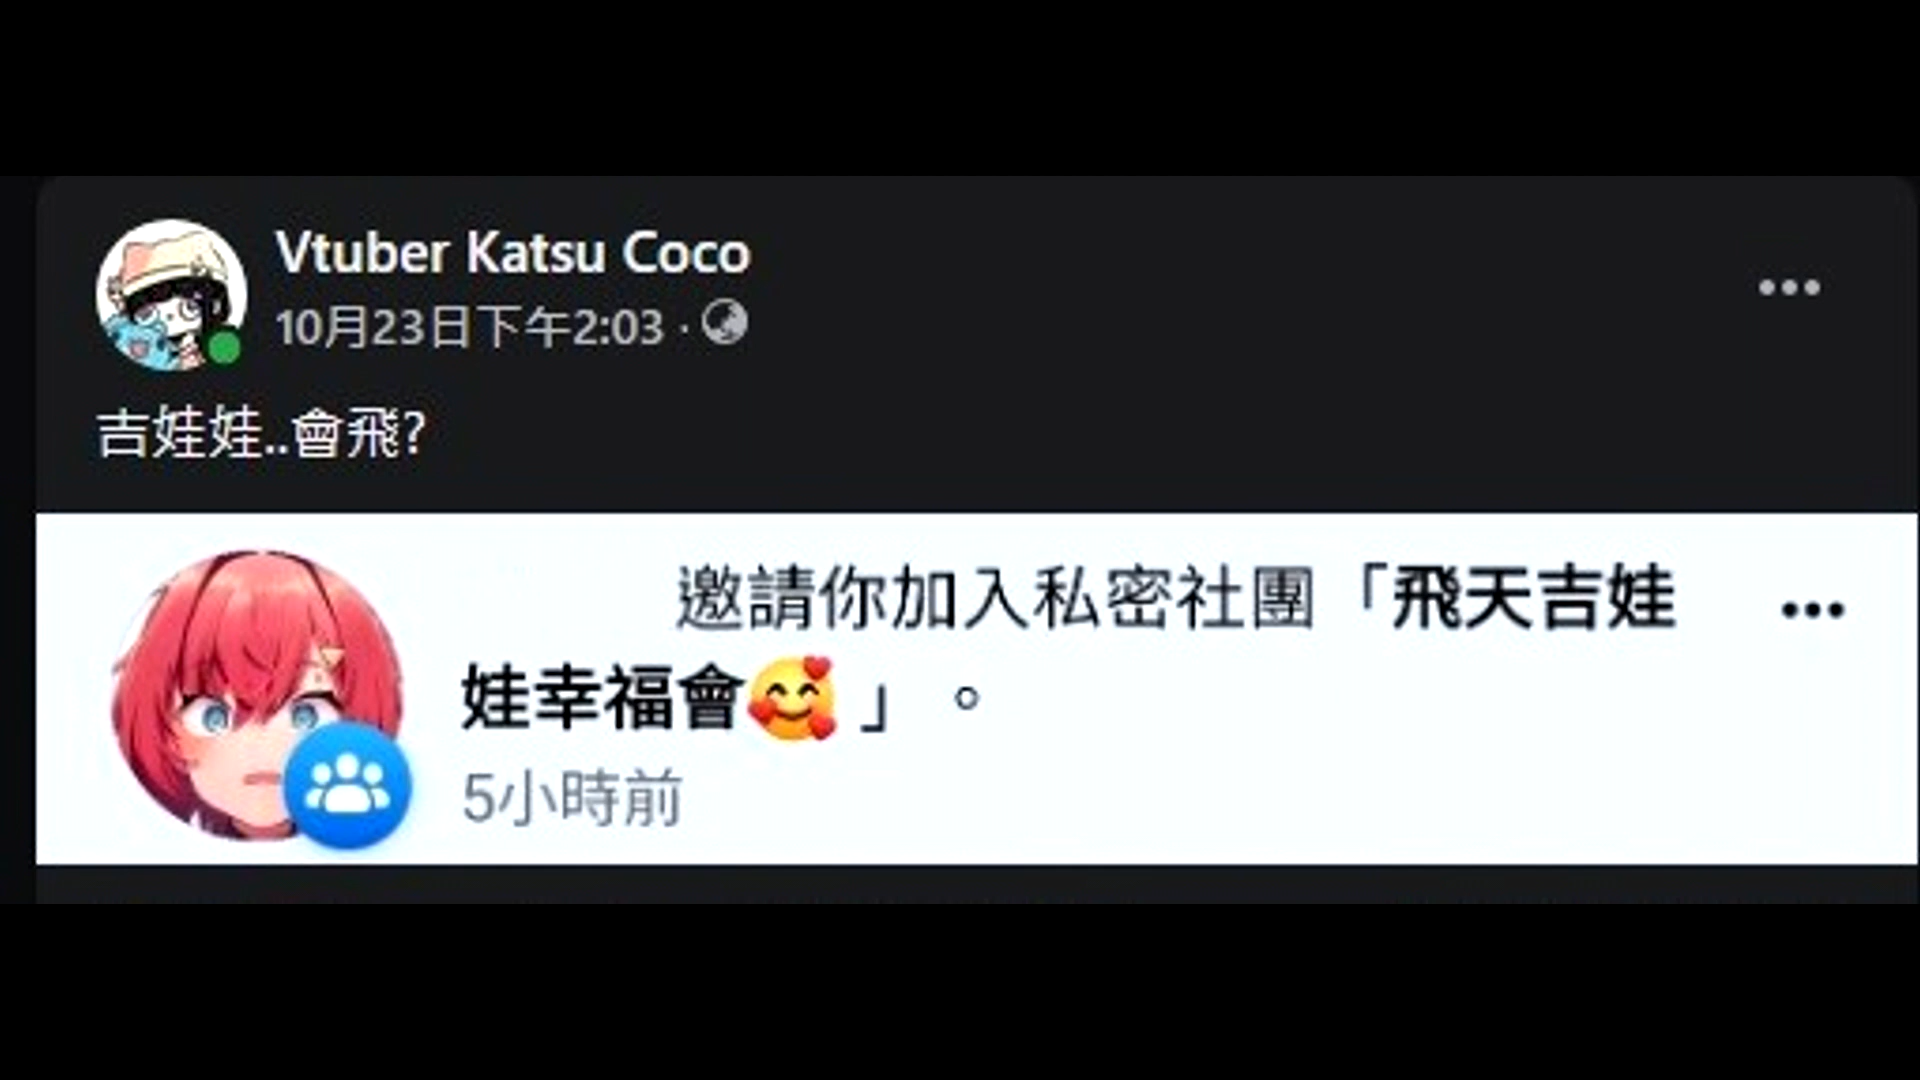 Vtuber Katsu Coco
10月23日下午2:03 ·
吉娃娃..會飛?
邀請你加入私密社團「飛天吉娃
娃幸福會🥰 」 。
5小時前